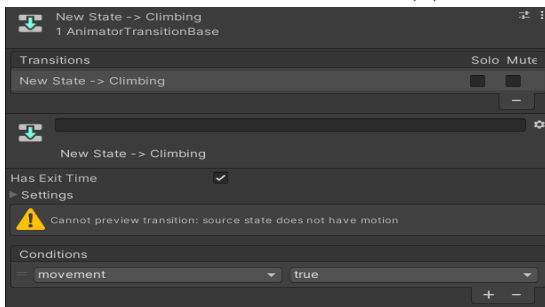 New State -> Climbing
1 AnimatorTransitionBase
Transitions Solo Mute
New State -> Climbing
New State -> Climbing
Has Exit Time
Settings
Cannot preview transition: source state does not have motion
Conditions
movement true